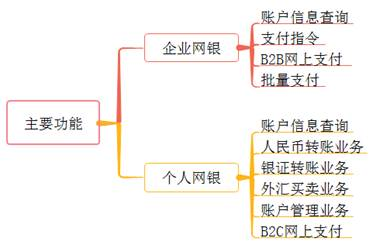 主要功能
企业网银
账户信息查询
支付指令
B2B网上支付
批量支付
个人网银
账户信息查询
人民币转账业务
银证转账业务
外汇买卖业务
账户管理业务
B2C网上支付